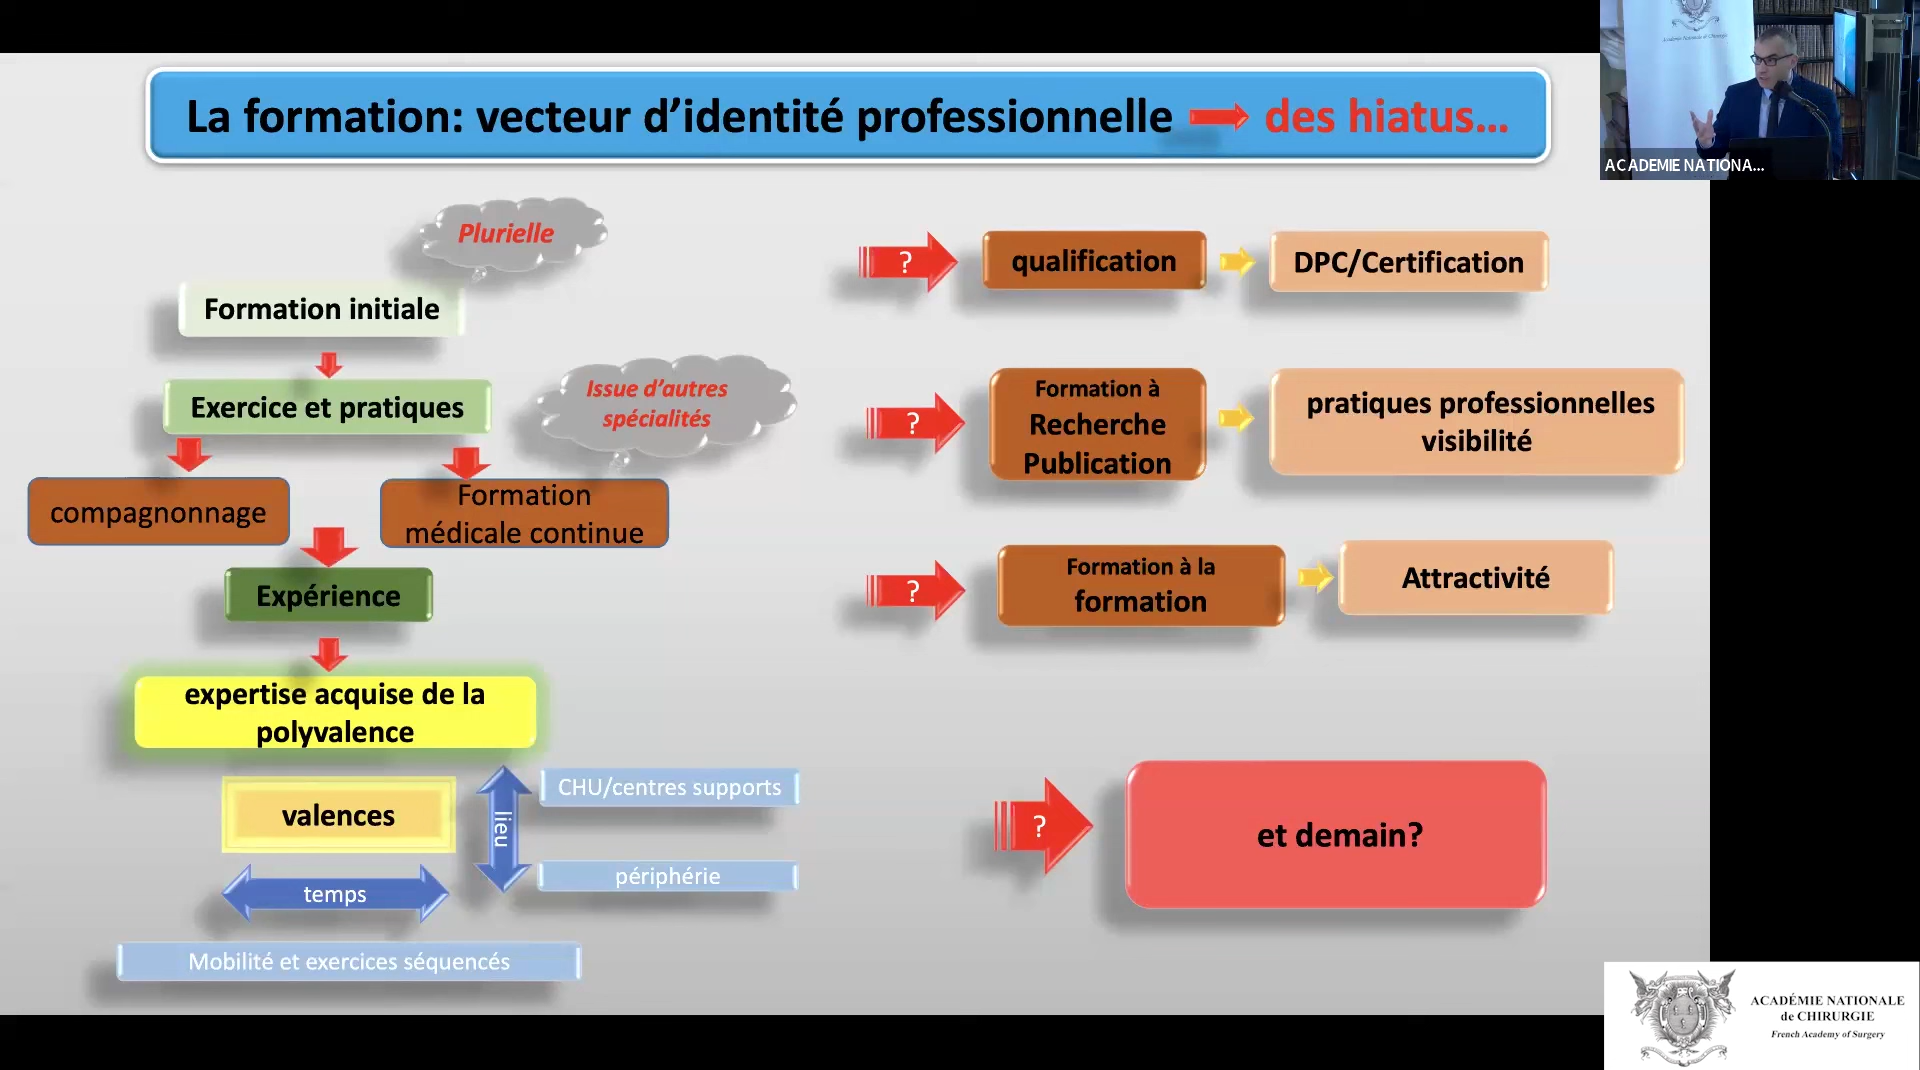 La formation: vecteur d’identité professionnelle des hiatus...
ACADEMIE NATIONA...
Plurielle
Formation initiale
Exercice et pratiques
Issue d’autres
spécialités
compagnonnage
Formation
médicale continue
Expérience
expertise acquise de la
polyvalence
valences
lieu
CHU/centres supports
périphérie
temps
Mobilité et exercices séquencés
?
qualification
DPC/Certification
?
Formation à
Recherche
Publication
pratiques professionnelles
visibilité
?
Formation à la
formation
Attractivité
?
et demain?
ACADÉMIE NATIONALE
de CHIRURGIE
French Academy of Surgery